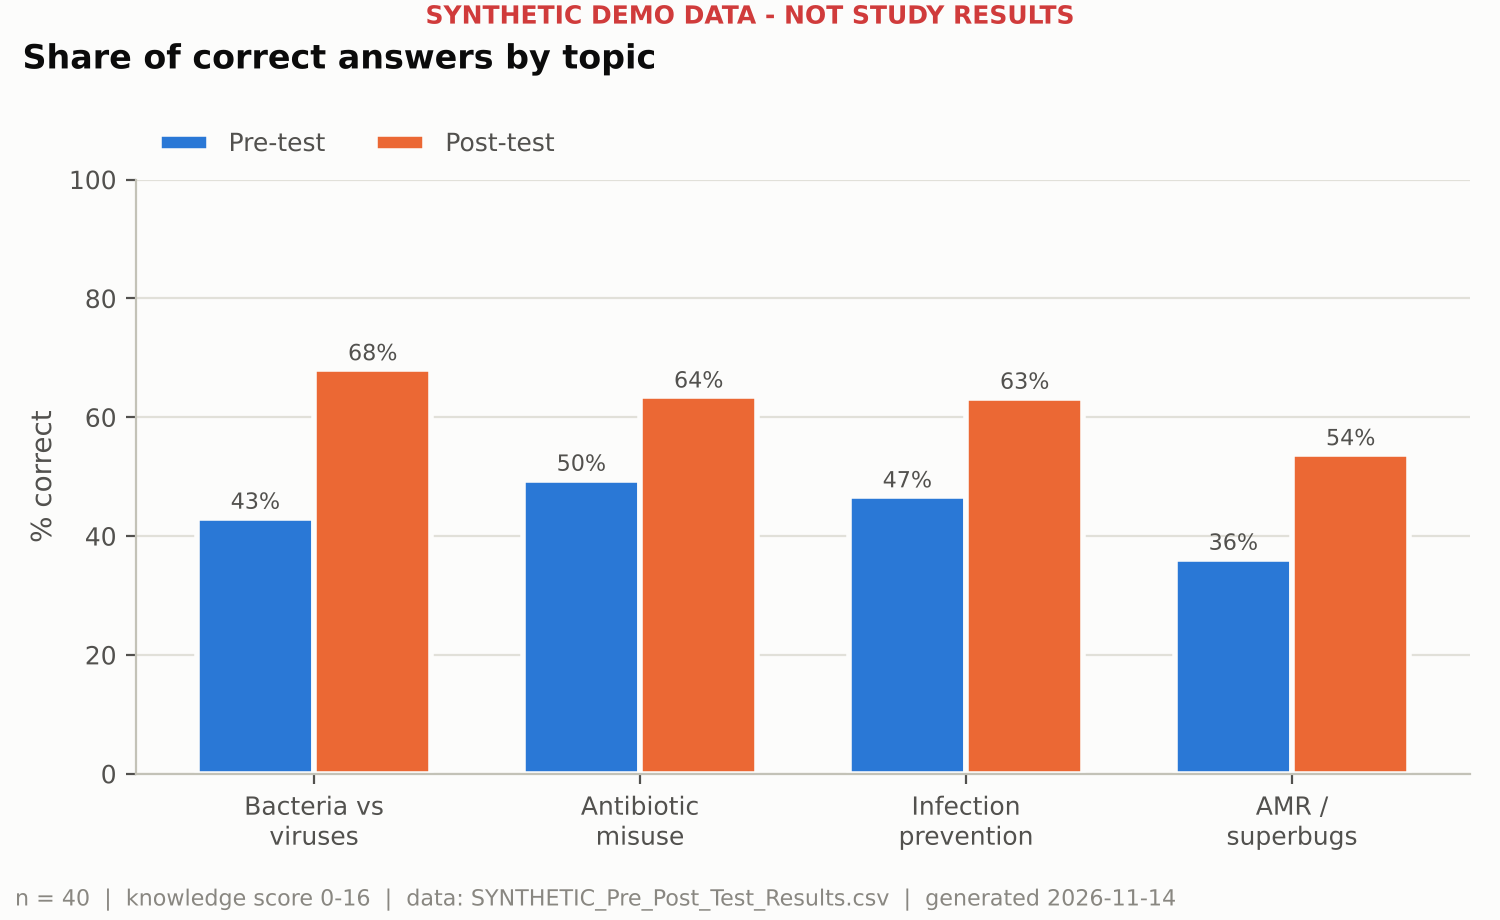 SYNTHETIC DEMO DATA - NOT STUDY RESULTS
Share of correct answers by topic
Pre-test Post-test
100
80
60
40
20
0
% correct
43%
68%
50%
64%
47%
63%
36%
54%
Bacteria vs
viruses
Antibiotic
misuse
Infection
prevention
AMR /
superbugs
n = 40 | knowledge score 0-16 | data: SYNTHETIC_Pre_Post_Test_Results.csv | generated 2026-11-14